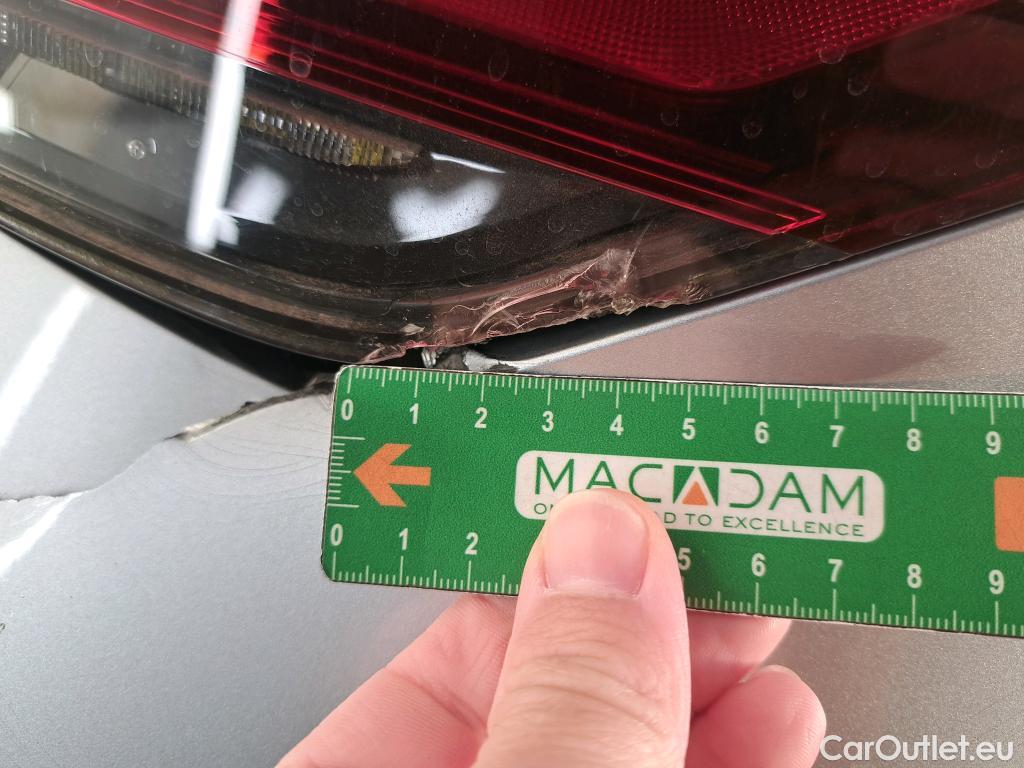 0 1 2 3 4 5 6 7 8 9
MACADAM
TO EXCELLENCE
0 1 2 5 6 7 8 9
CarOutlet.eu